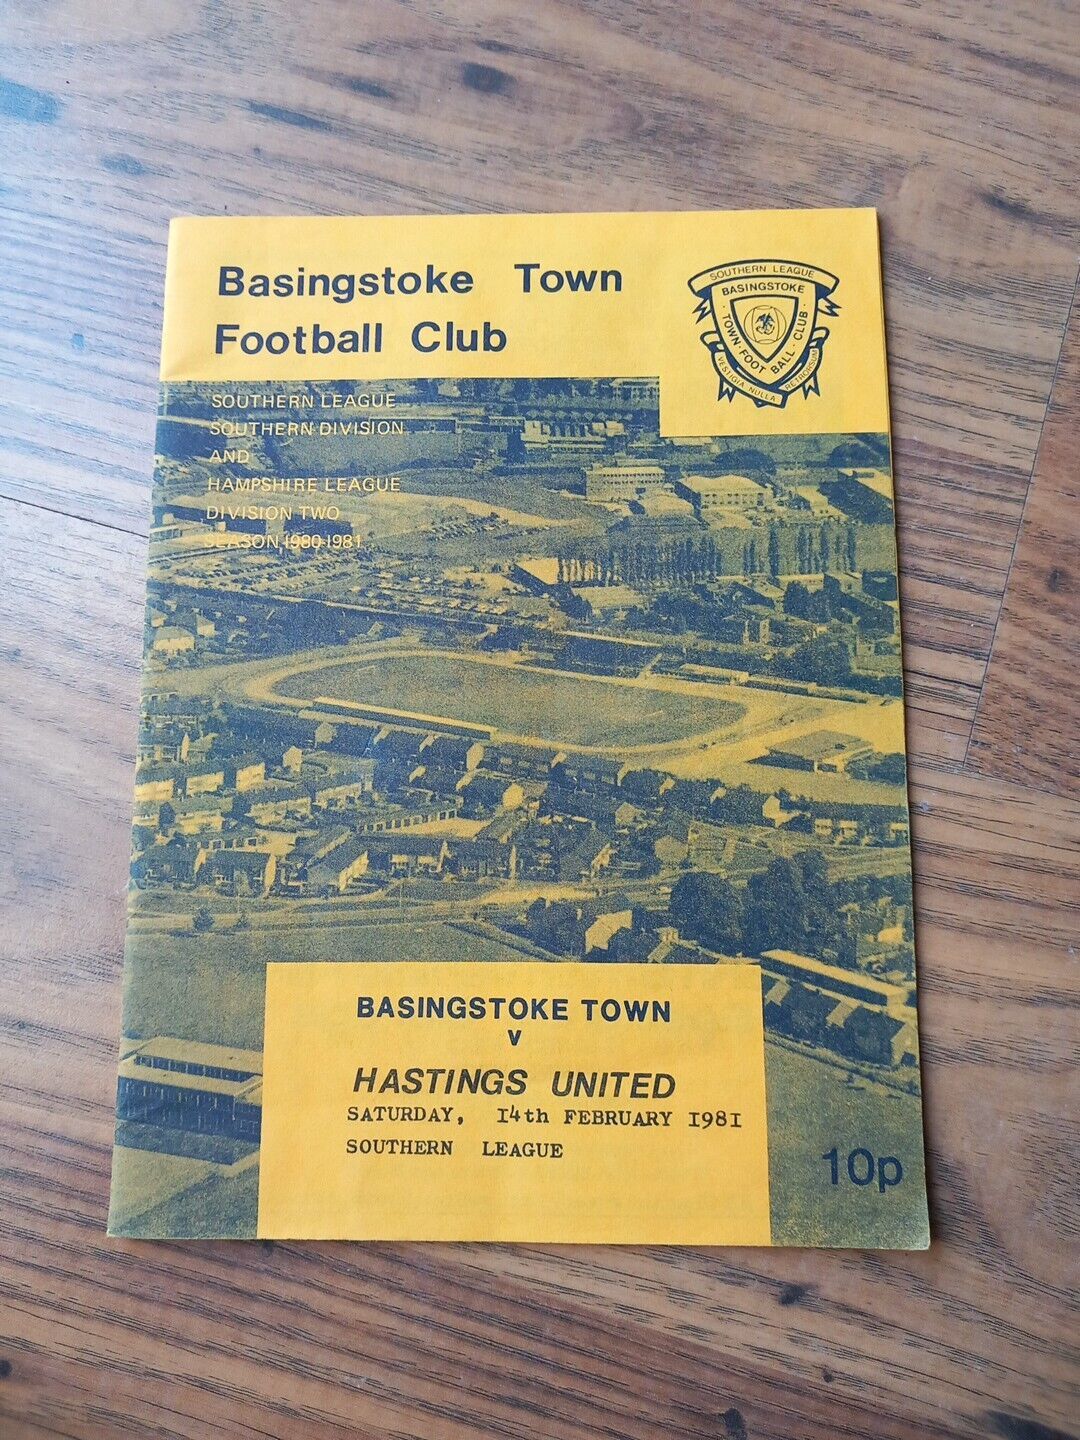 Basingstoke Town
Football Club
SOUTHERN LEAGUE
BASINGSTOKE
TOWN · FOOT BALL · CLUB
VESTIGIA NULLA RETRORSUM
SOUTHERN LEAGUE
SOUTHERN DIVISION
AND
HAMPSHIRE LEAGUE
DIVISION TWO
SEASON 1980-1981
BASINGSTOKE TOWN
V
HASTINGS UNITED
SATURDAY, 14th FEBRUARY 1981
SOUTHERN LEAGUE
10p